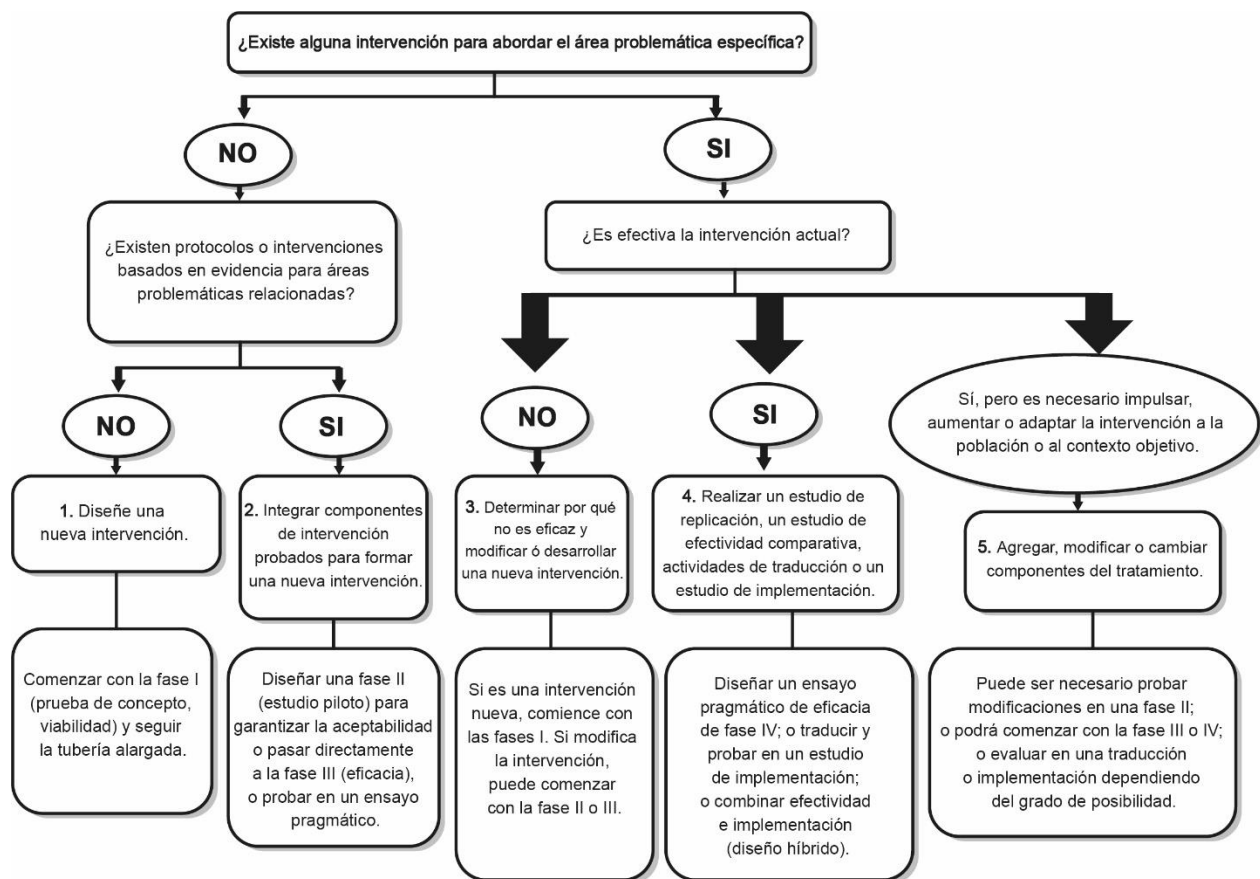 ¿Existe alguna intervención para abordar el área problemática específica?
NO
SI
¿Existen protocolos o intervenciones
basados en evidencia para áreas
problemáticas relacionadas?
¿Es efectiva la intervención actual?
NO
SI
NO
SI
Sí, pero es necesario impulsar,
aumentar o adaptar la intervención a la
población o al contexto objetivo.
1. Diseñe una
nueva intervención.
2. Integrar componentes
de intervención
probados para formar
una nueva intervención.
3. Determinar por qué
no es eficaz y
modificar ó desarrollar
una nueva intervención.
4. Realizar un estudio de
replicación, un estudio de
efectividad comparativa,
actividades de traducción o un
estudio de implementación.
5. Agregar, modificar o cambiar
componentes del tratamiento.
Comenzar con la fase I
(prueba de concepto,
viabilidad) y seguir
la tubería alargada.
Diseñar una fase II
(estudio piloto) para
garantizar la aceptabilidad
o pasar directamente
a la fase III (eficacia),
o probar en un ensayo
pragmático.
Si es una intervención
nueva, comience con
las fases I. Si modifica
la intervención,
puede comenzar
con la fase II o III.
Diseñar un ensayo
pragmático de eficacia
de fase IV; o traducir y
probar en un estudio
de implementación;
o combinar efectividad
e implementación
(diseño híbrido).
Puede ser necesario probar
modificaciones en una fase II;
o podrá comenzar con la fase III o IV;
o evaluar en una traducción
o implementación dependiendo
del grado de posibilidad.